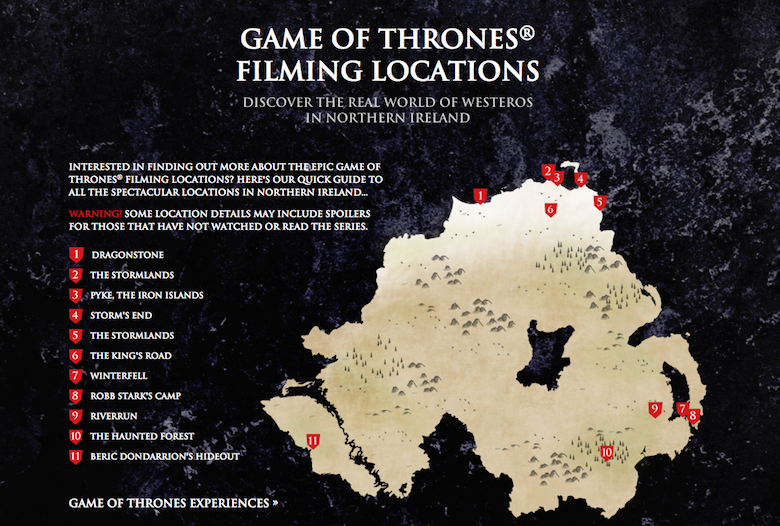 GAME OF THRONES®
FILMING LOCATIONS
DISCOVER THE REAL WORLD OF WESTEROS
IN NORTHERN IRELAND
INTERESTED IN FINDING OUT MORE ABOUT THE EPIC GAME OF
THRONES® FILMING LOCATIONS? HERE'S OUR QUICK GUIDE TO
ALL THE SPECTACULAR LOCATIONS IN NORTHERN IRELAND...
WARNING! SOME LOCATION DETAILS MAY INCLUDE SPOILERS
FOR THOSE THAT HAVE NOT WATCHED OR READ THE SERIES.
1 DRAGONSTONE
2 THE STORMLANDS
3 PYKE, THE IRON ISLANDS
4 STORM'S END
5 THE STORMLANDS
6 THE KING'S ROAD
7 WINTERFELL
8 ROBB STARK'S CAMP
9 RIVERRUN
10 THE HAUNTED FOREST
11 BERIC DONDARRION'S HIDEOUT
GAME OF THRONES EXPERIENCES »
1
2
3
4
5
6
7
8
9
10
11